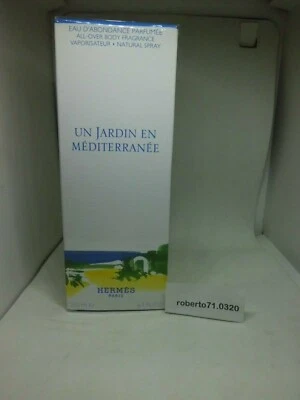 EAU D'ABONDANCE PARFUMÉE
ALL-OVER BODY FRAGRANCE
VAPORISATEUR • NATURAL SPRAY
UN JARDIN EN
MÉDITERRANÉE
HERMÈS
PARIS
roberto71.0320